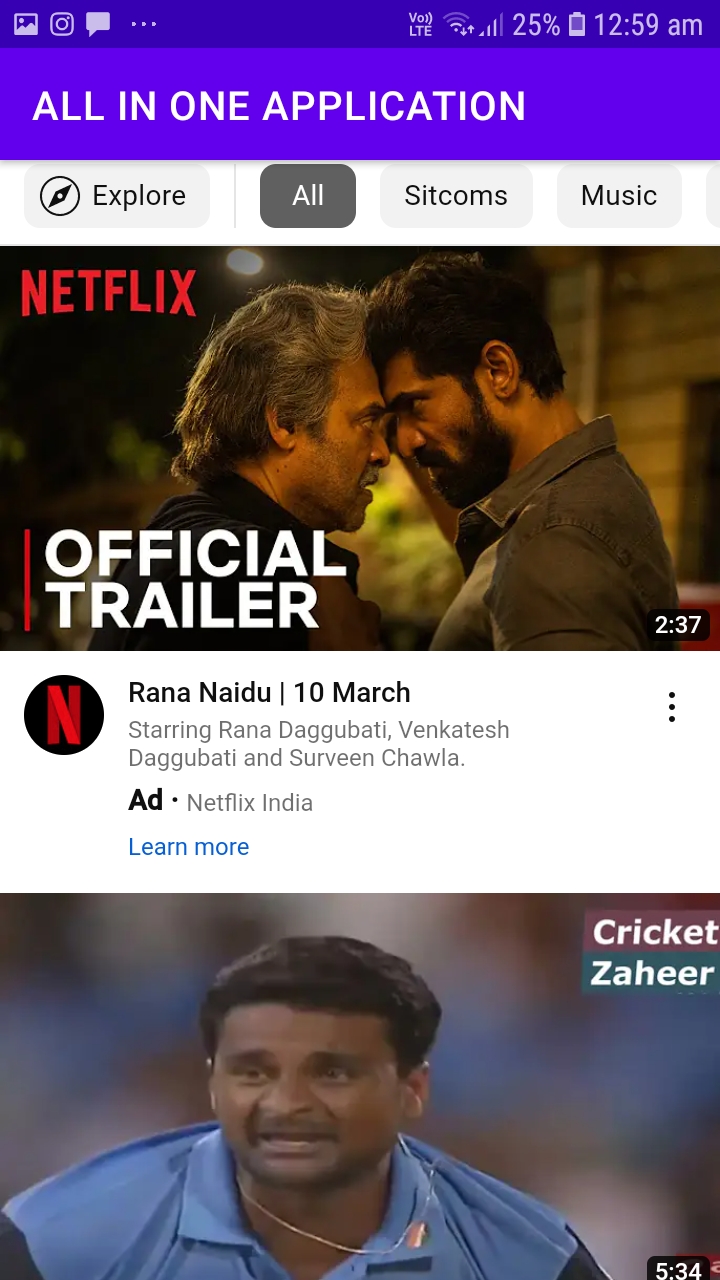 Vo)) LTE 25% 12:59 am
ALL IN ONE APPLICATION
Explore All Sitcoms Music
NETFLIX
OFFICIAL
TRAILER
2:37
N
Rana Naidu | 10 March
Starring Rana Daggubati, Venkatesh
Daggubati and Surveen Chawla.
Ad · Netflix India
Learn more
Cricket
Zaheer
5:34